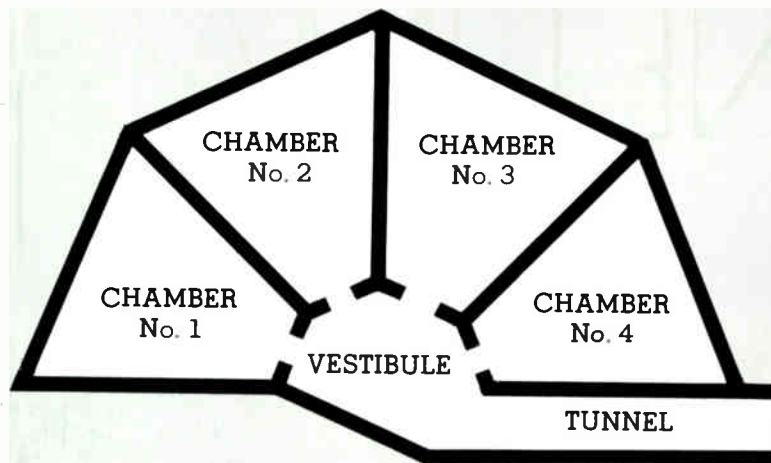 CHAMBER
No. 1
CHAMBER
No. 2
CHAMBER
No. 3
CHAMBER
No. 4
VESTIBULE
TUNNEL